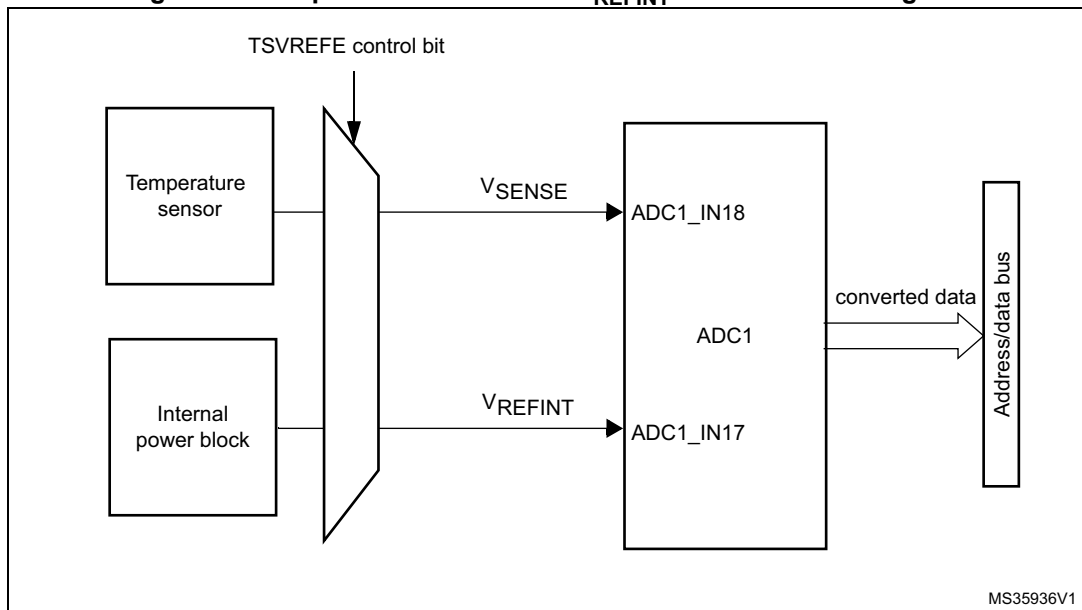 REFINT
TSVREFE control bit
Temperature
sensor
VSENSE
ADC1_IN18
converted data
Address/data bus
ADC1
Internal
power block
VREFINT
ADC1_IN17
MS35936V1